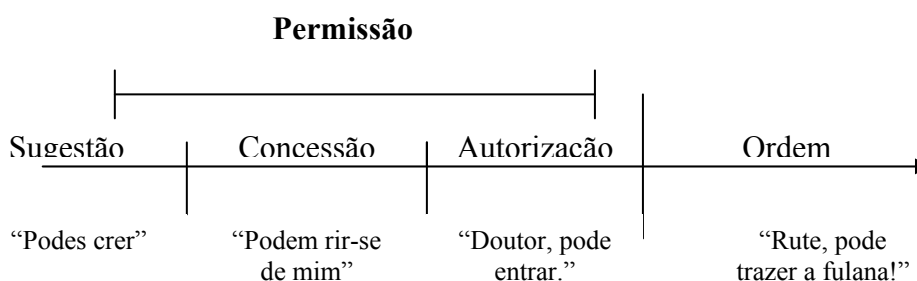 Permissão
Sugestão Concessão Autorização Ordem
“Podes crer” “Podem rir-se “Doutor, pode “Rute, pode
de mim” entrar.” trazer a fulana!”